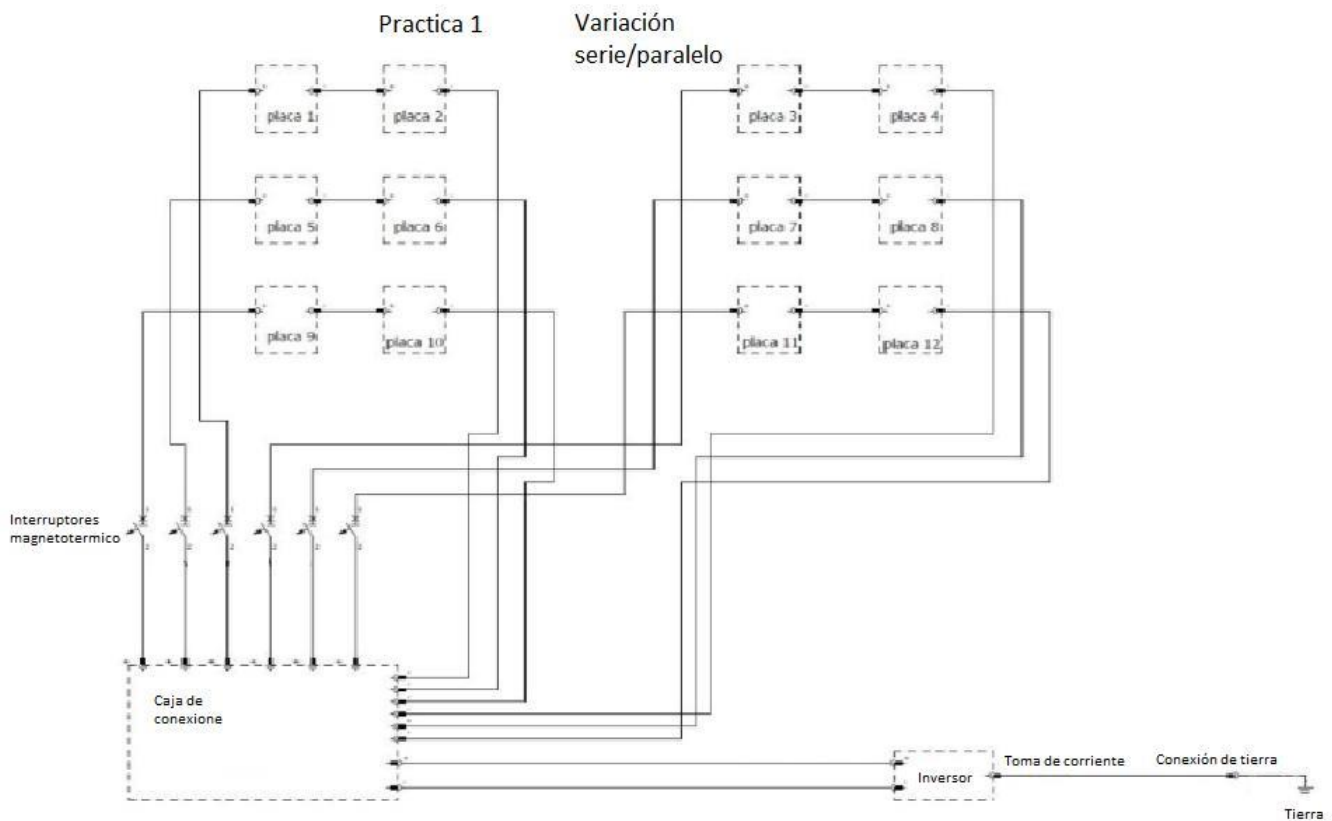 Practica 1
Variación
serie/paralelo
placa 1
placa 2
placa 3
placa 4
placa 5
placa 6
placa 7
placa 8
placa 9
placa 10
placa 11
placa 12
Interruptores
magnetotermico
Caja de
conexione
Inversor
Toma de corriente
Conexión de tierra
Tierra